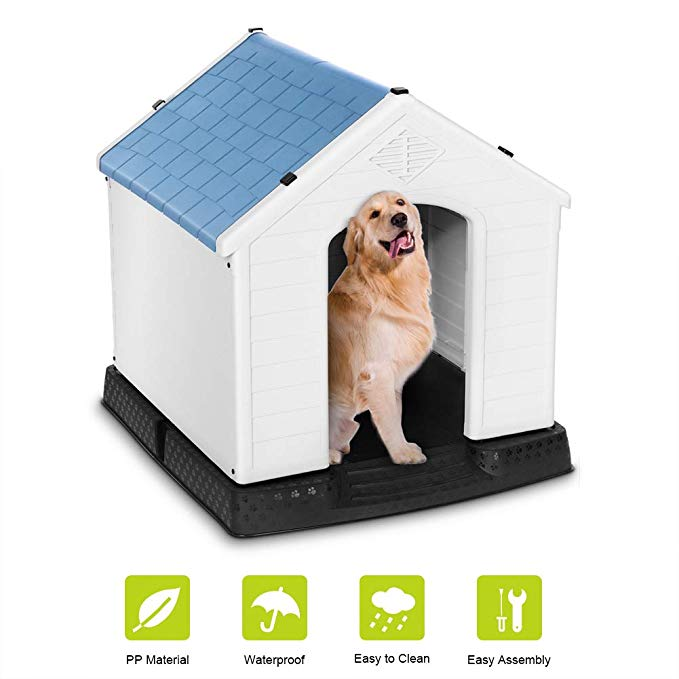 PP Material
Waterproof
Easy to Clean
Easy Assembly